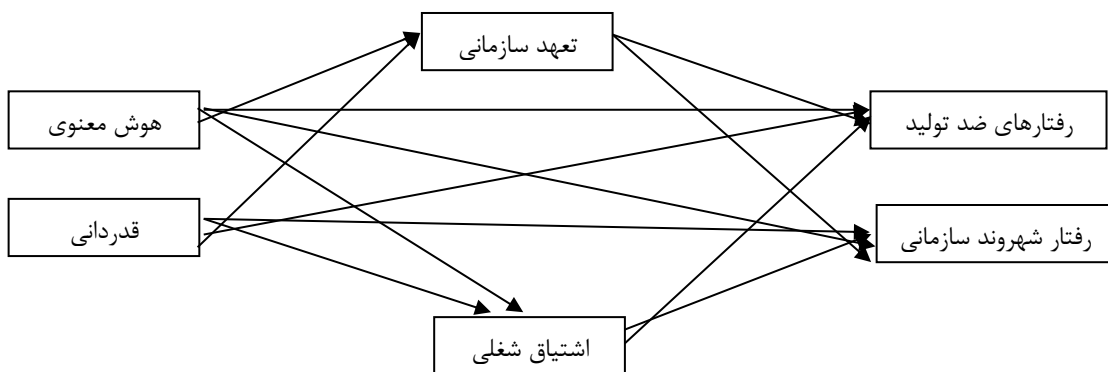 تعهد سازمانی
هوش معنوی
رفتارهای ضد تولید
قدردانی
رفتار شهروند سازمانی
اشتیاق شغلی